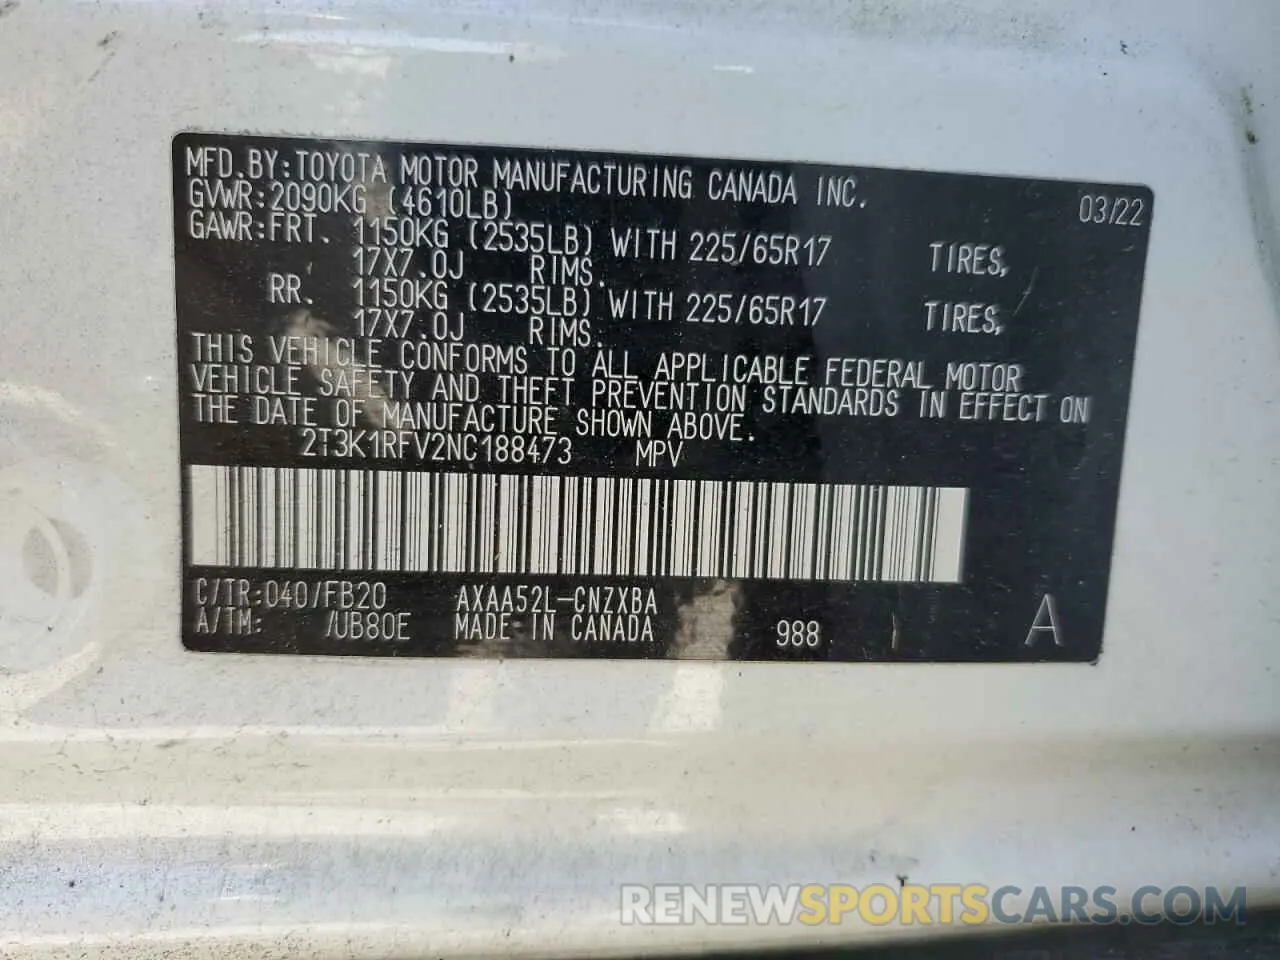 MFD.BY:TOYOTA MOTOR MANUFACTURING CANADA INC. 03/22
GVWR:2090KG (4610LB)
GAWR:FRT. 1150KG (2535LB) WITH 225/65R17 TIRES,
17X7.0J RIMS.
RR. 1150KG (2535LB) WITH 225/65R17 TIRES,
17X7.0J RIMS.
THIS VEHICLE CONFORMS TO ALL APPLICABLE FEDERAL MOTOR
VEHICLE SAFETY AND THEFT PREVENTION STANDARDS IN EFFECT ON
THE DATE OF MANUFACTURE SHOWN ABOVE.
2T3K1RFV2NC188473 MPV
C/TR:040/FB20 AXAA52L-CNZXBA
A/TM: /UB80E MADE IN CANADA 988 A
RENEWSPORTSCARS.COM